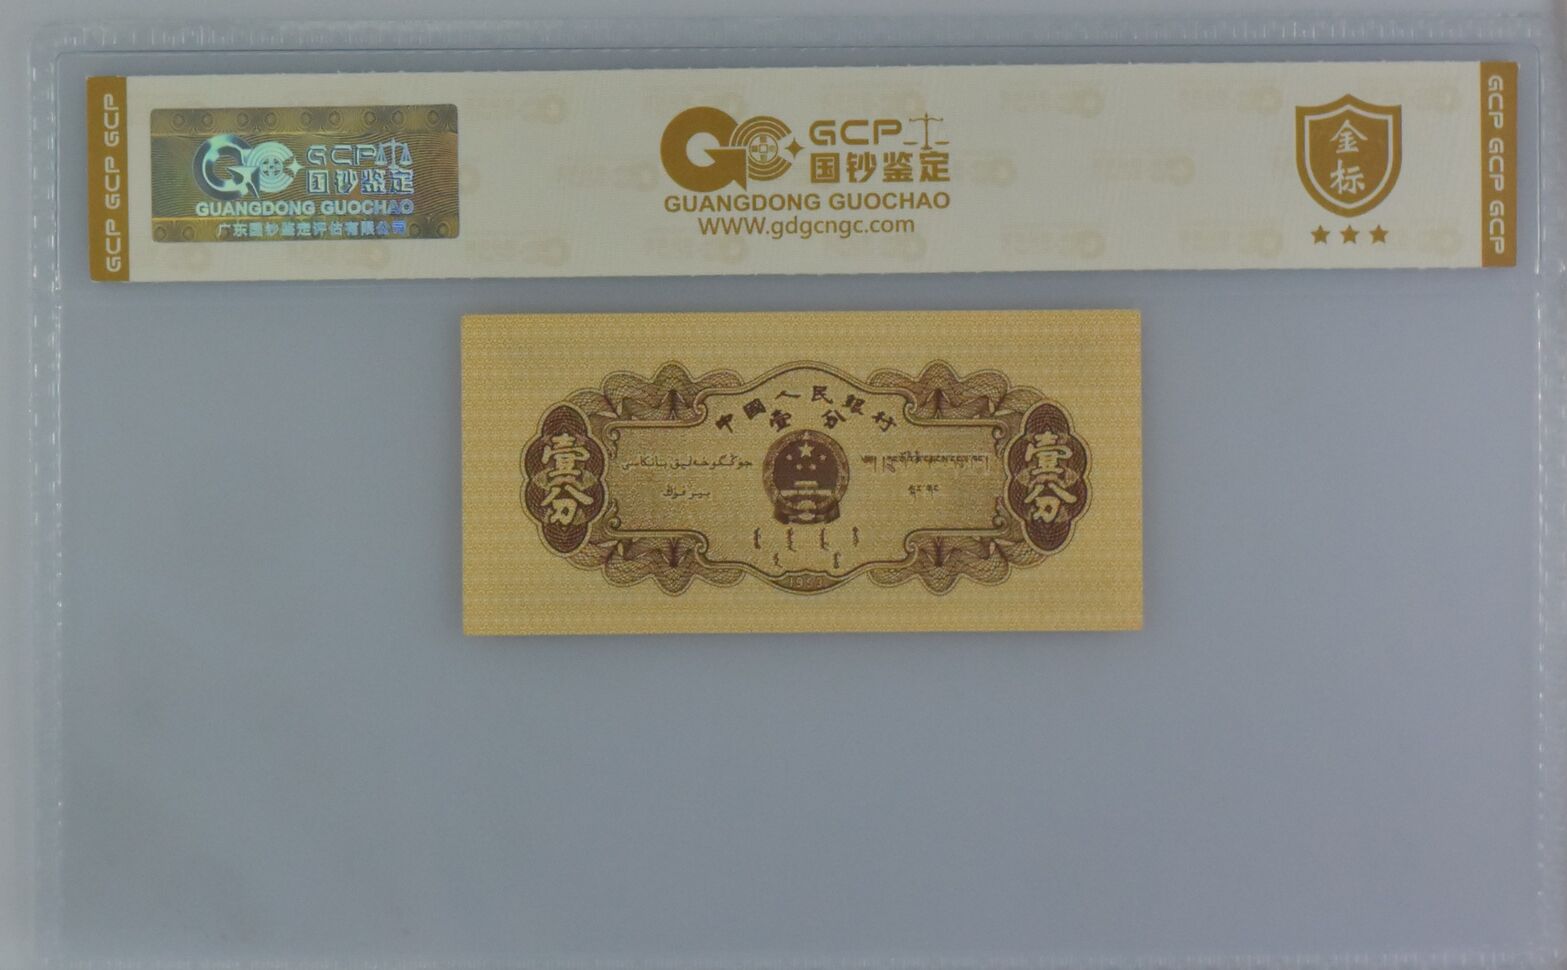 GCP GCP GCP
GCP
国钞鉴定
GUANGDONG GUOCHAO
广东国钞鉴定评估有限公司
GCP
国钞鉴定
GUANGDONG GUOCHAO
WWW.gdgcngc.com
金标
GCP GCP GCP
中国人民银行
壹分
壹分
壹分
1953